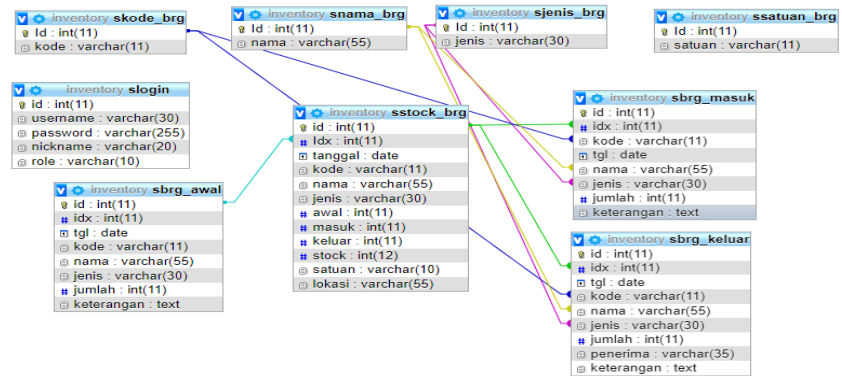 inventory skode_brg
Id : int(11)
kode : varchar(11)
inventory snama_brg
Id : int(11)
nama : varchar(55)
inventory sjenis_brg
Id : int(11)
jenis : varchar(30)
inventory ssatuan_brg
Id : int(11)
satuan : varchar(11)
inventory slogin
id : int(11)
username : varchar(30)
password : varchar(255)
nickname : varchar(20)
role : varchar(10)
inventory sstock_brg
id : int(11)
# Idx : int(11)
tanggal : date
kode : varchar(11)
nama : varchar(55)
jenis : varchar(30)
# awal : int(11)
# masuk : int(11)
# keluar : int(11)
# stock : int(12)
satuan : varchar(10)
lokasi : varchar(55)
inventory sbrg_masuk
id : int(11)
# idx : int(11)
kode : varchar(11)
tgl : date
nama : varchar(55)
jenis : varchar(30)
# jumlah : int(11)
keterangan : text
inventory sbrg_awal
id : int(11)
# idx : int(11)
tgl : date
kode : varchar(11)
nama : varchar(55)
jenis : varchar(30)
# jumlah : int(11)
keterangan : text
inventory sbrg_keluar
id : int(11)
# idx : int(11)
tgl : date
kode : varchar(11)
nama : varchar(55)
jenis : varchar(30)
# jumlah : int(11)
penerima : varchar(35)
keterangan : text